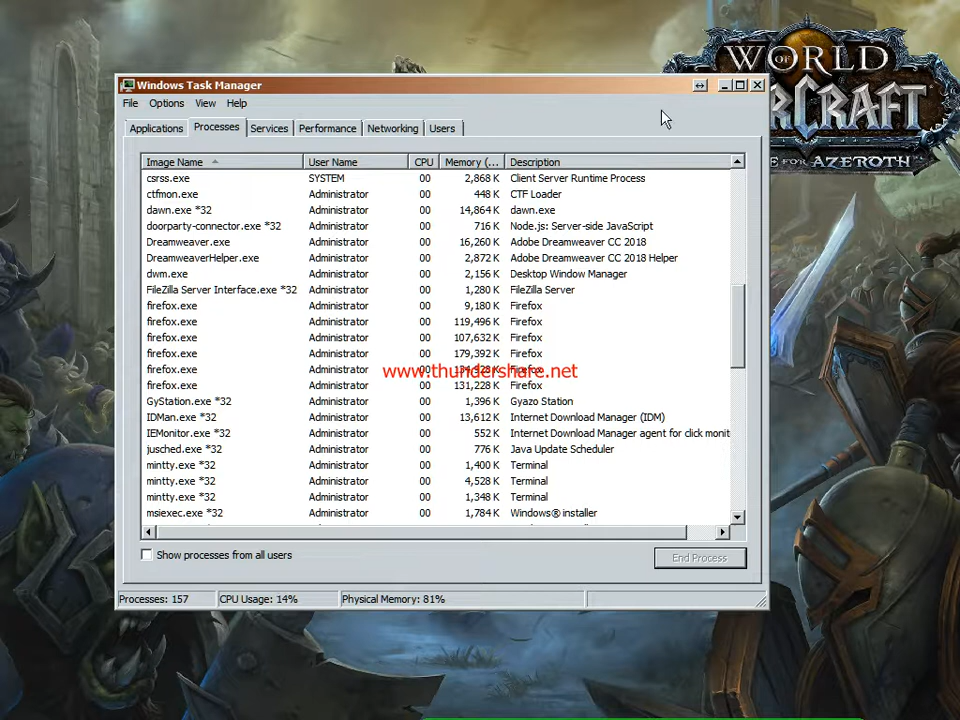 WORLD
OF
RCRAFT
E FOR AZEROTH
Windows Task Manager
File Options View Help
Applications Processes Services Performance Networking Users
Image Name User Name CPU Memory (... Description
csrss.exe SYSTEM 00 2,868 K Client Server Runtime Process
ctfmon.exe Administrator 00 448 K CTF Loader
dawn.exe *32 Administrator 00 14,864 K dawn.exe
doorparty-connector.exe *32 Administrator 00 716 K Node.js: Server-side JavaScript
Dreamweaver.exe Administrator 00 16,260 K Adobe Dreamweaver CC 2018
DreamweaverHelper.exe Administrator 00 2,872 K Adobe Dreamweaver CC 2018 Helper
dwm.exe Administrator 00 2,156 K Desktop Window Manager
FileZilla Server Interface.exe *32 Administrator 00 1,280 K FileZilla Server
firefox.exe Administrator 00 9,180 K Firefox
firefox.exe Administrator 00 119,496 K Firefox
firefox.exe Administrator 00 107,632 K Firefox
firefox.exe Administrator 00 179,392 K Firefox
firefox.exe Administrator 00 Firefox
www.thundershare.net
firefox.exe Administrator 00 131,228 K Firefox
GyStation.exe *32 Administrator 00 1,396 K Gyazo Station
IDMan.exe *32 Administrator 00 13,612 K Internet Download Manager (IDM)
IEMonitor.exe *32 Administrator 00 552 K Internet Download Manager agent for click monit
jusched.exe *32 Administrator 00 776 K Java Update Scheduler
mintty.exe *32 Administrator 00 1,400 K Terminal
mintty.exe *32 Administrator 00 4,528 K Terminal
mintty.exe *32 Administrator 00 1,348 K Terminal
msiexec.exe *32 Administrator 00 1,784 K Windows® installer
Show processes from all users
End Process
Processes: 157 CPU Usage: 14% Physical Memory: 81%